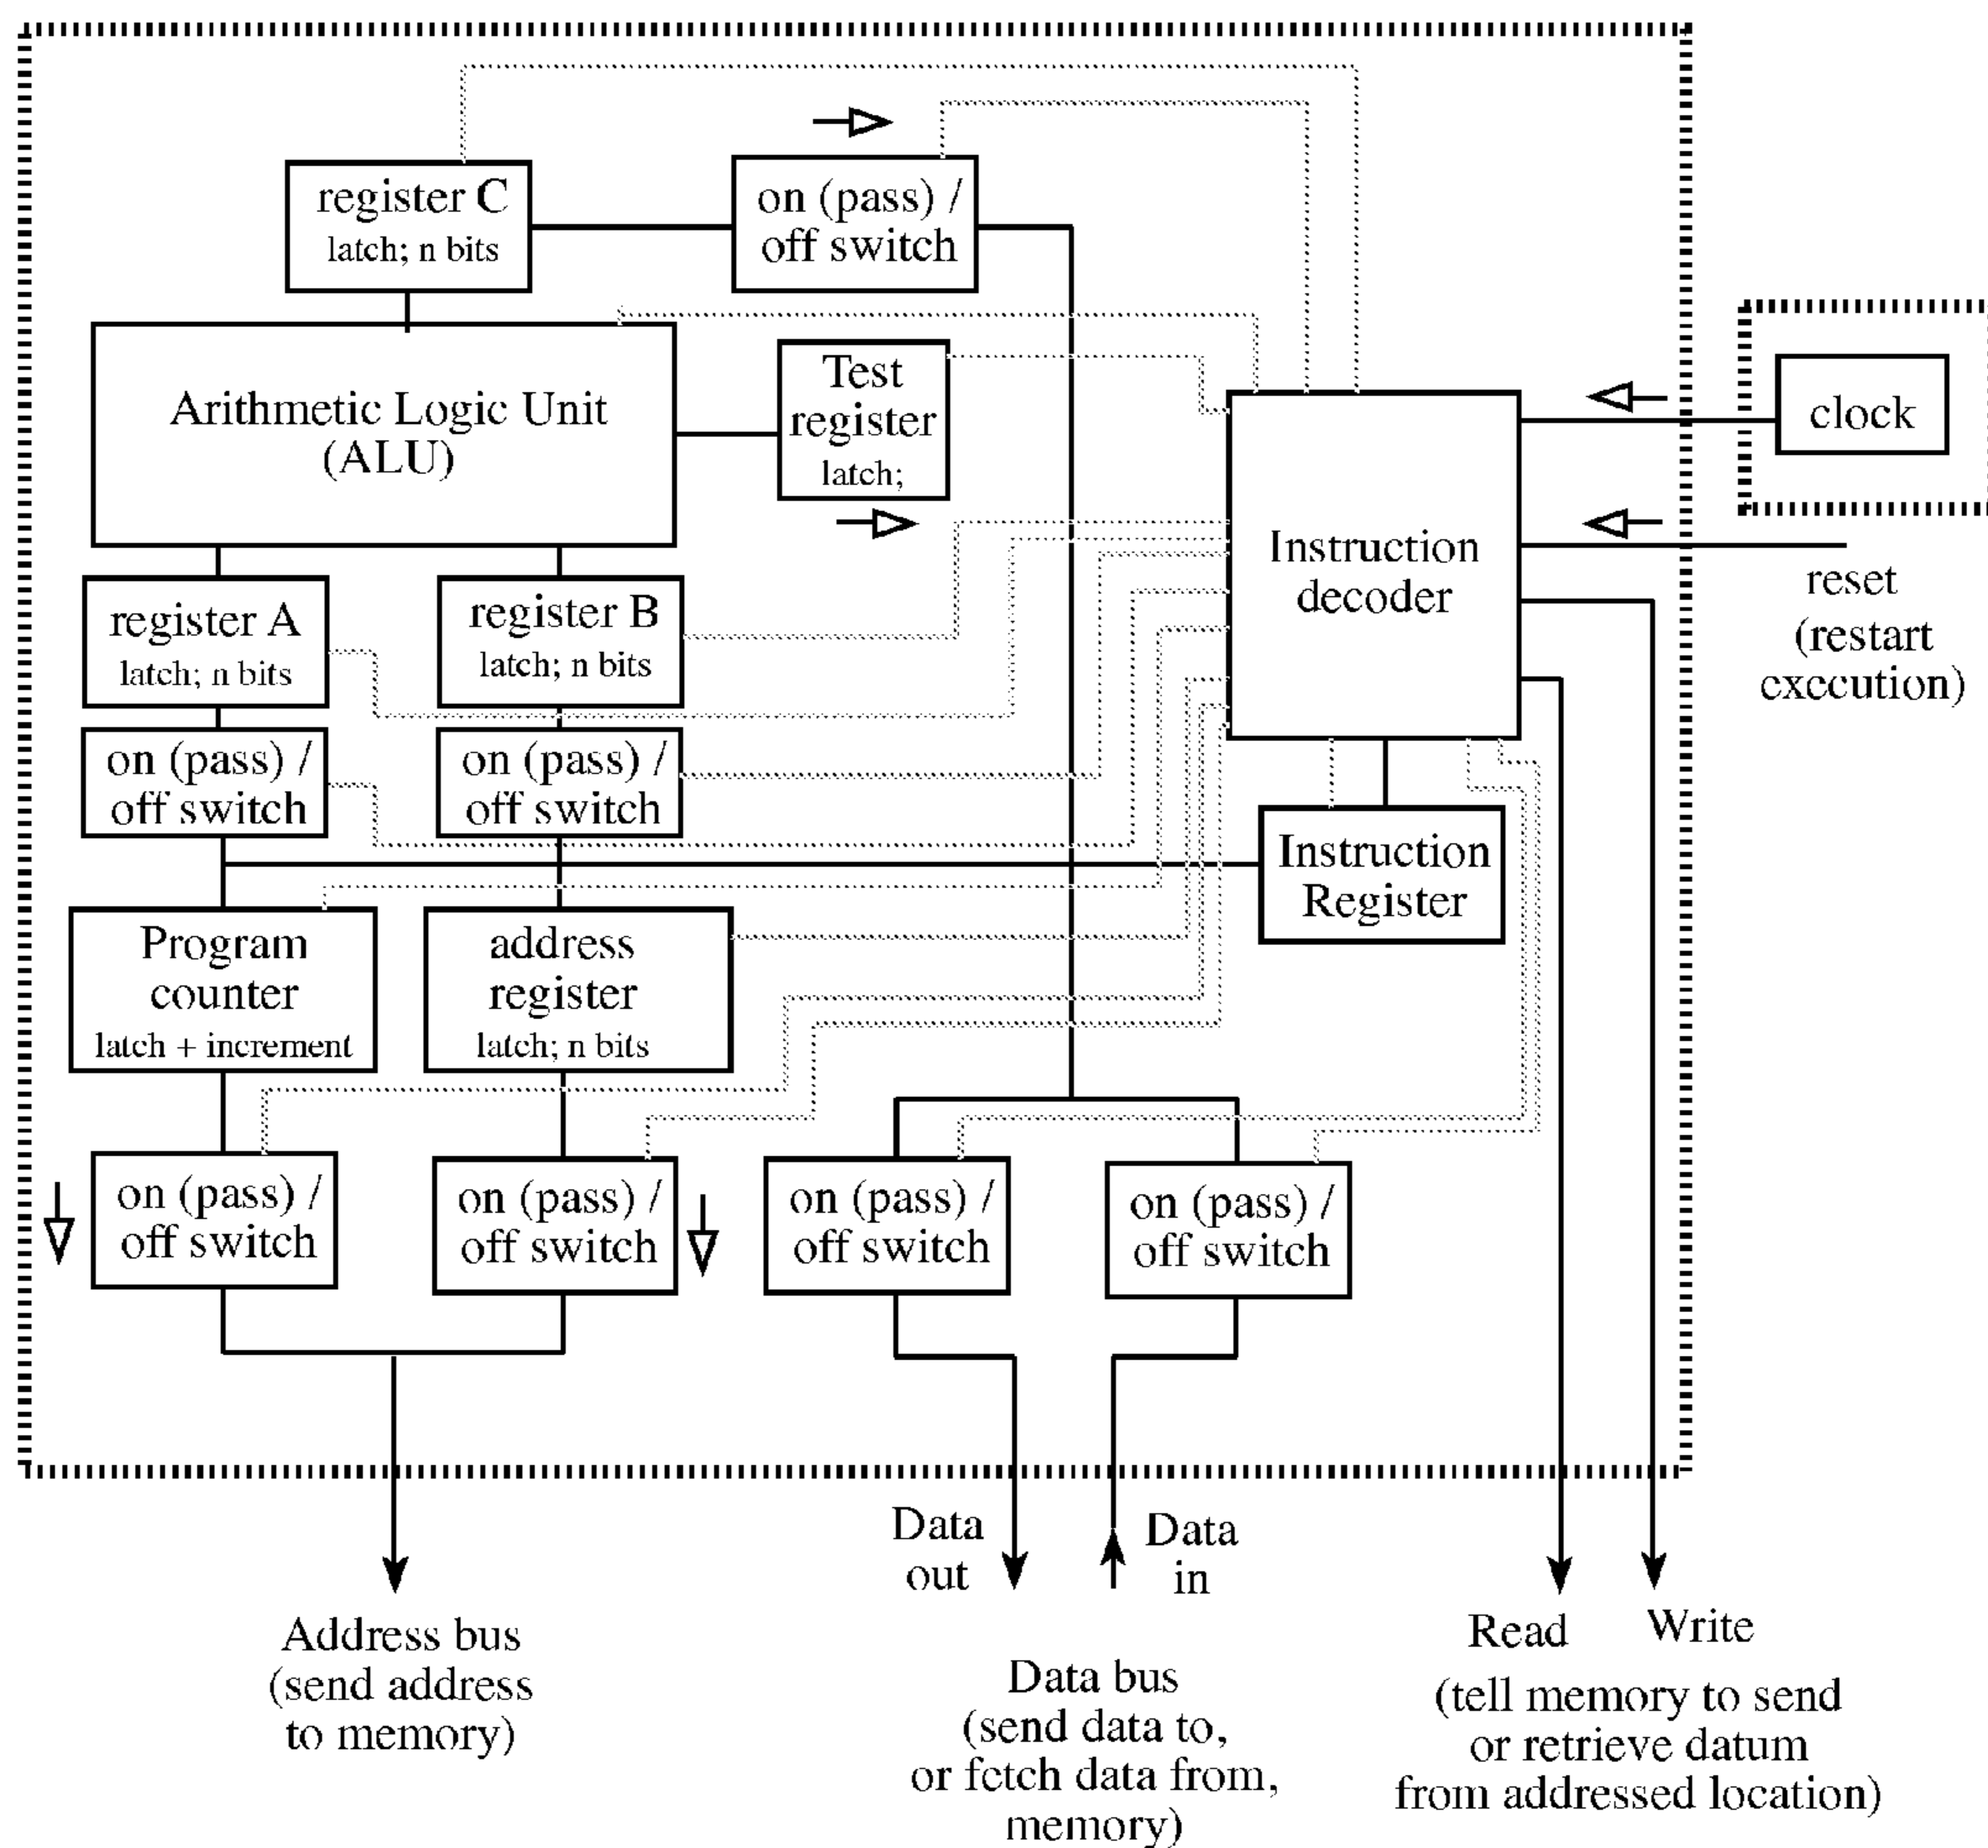 register C
latch; n bits
on (pass) /
off switch
Arithmetic Logic Unit
(ALU)
Test
register
latch;
clock
Instruction
decoder
reset
(restart
execution)
register A
latch; n bits
register B
latch; n bits
on (pass) /
off switch
on (pass) /
off switch
Instruction
Register
Program
counter
latch + increment
address
register
latch; n bits
on (pass) /
off switch
on (pass) /
off switch
on (pass) /
off switch
on (pass) /
off switch
Data
out
Data
in
Address bus
(send address
to memory)
Data bus
(send data to,
or fetch data from,
memory)
Read
Write
(tell memory to send
or retrieve datum
from addressed location)